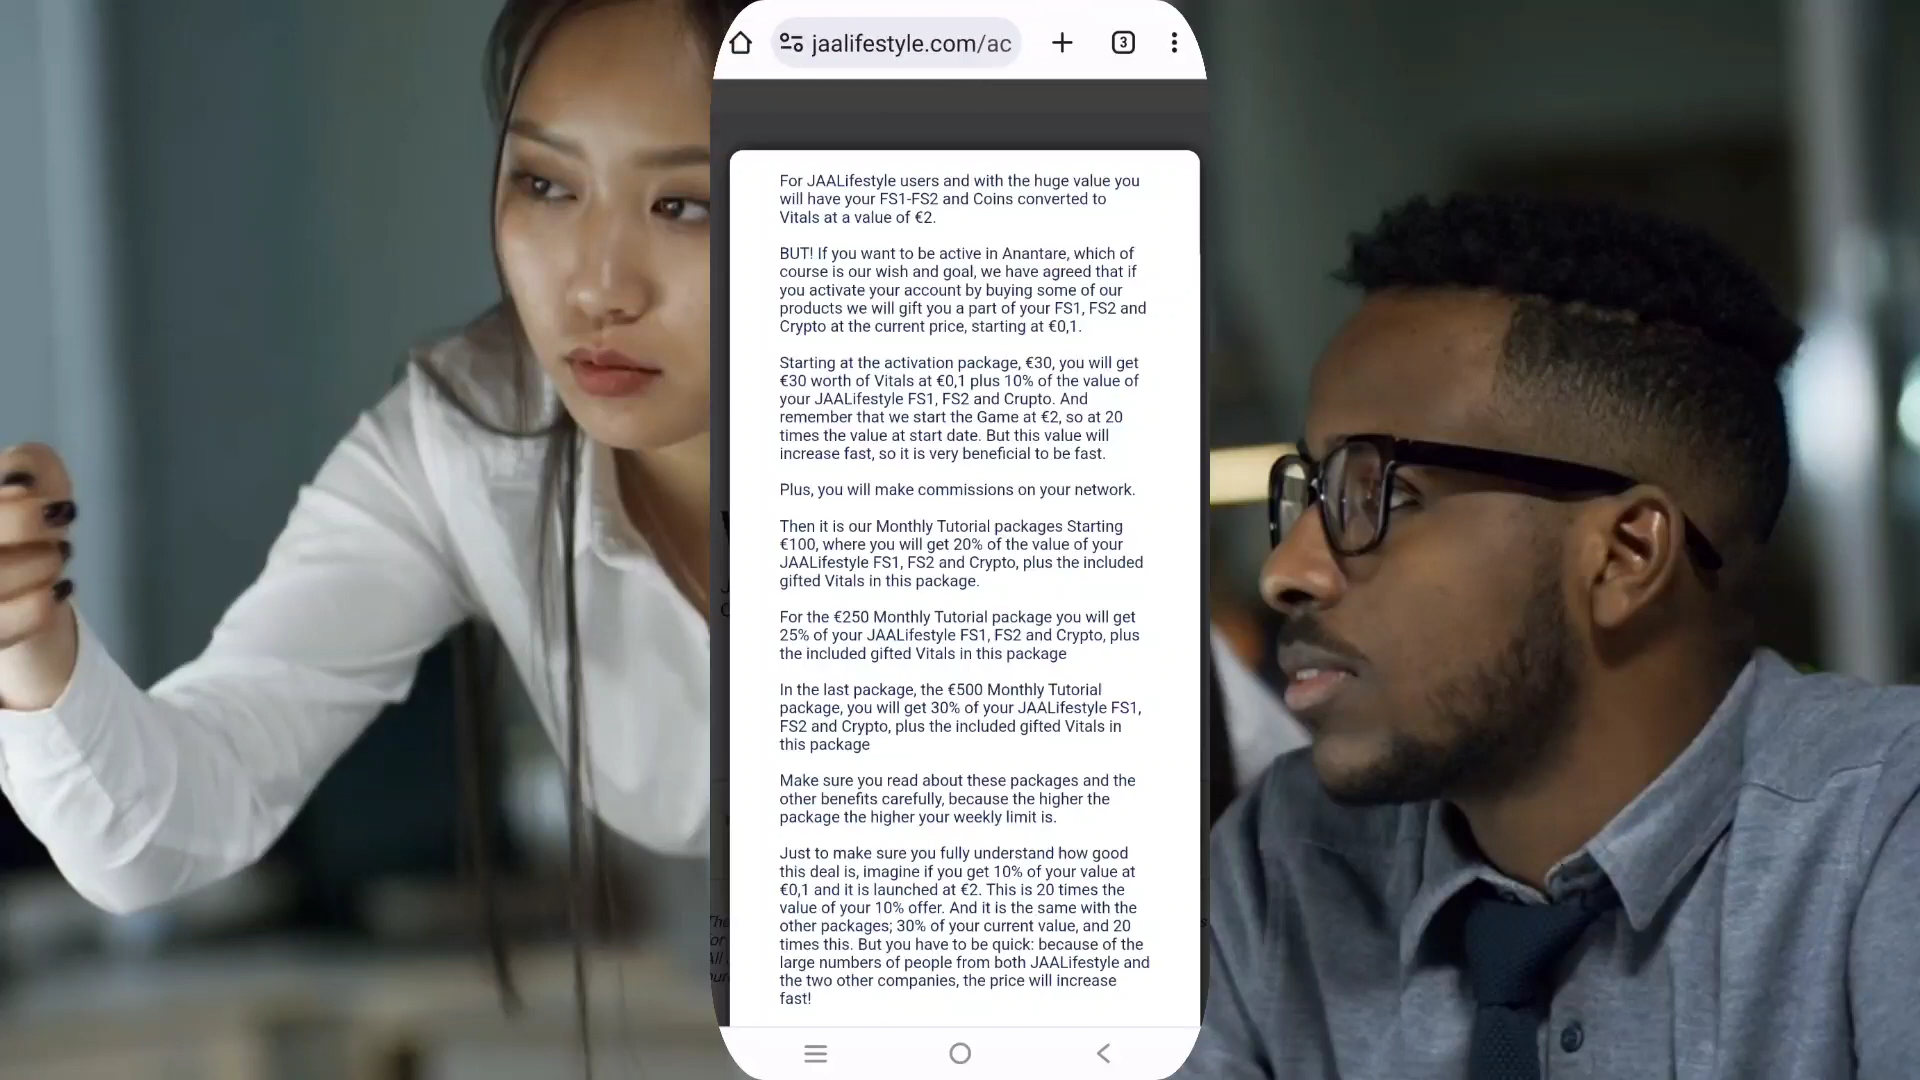 jaalifestyle.com/ac
3
For JAALifestyle users and with the huge value you
will have your FS1-FS2 and Coins converted to
Vitals at a value of €2.
BUT! If you want to be active in Anantare, which of
course is our wish and goal, we have agreed that if
you activate your account by buying some of our
products we will gift you a part of your FS1, FS2 and
Crypto at the current price, starting at €0,1.
Starting at the activation package, €30, you will get
€30 worth of Vitals at €0,1 plus 10% of the value of
your JAALifestyle FS1, FS2 and Crupto. And
remember that we start the Game at €2, so at 20
times the value at start date. But this value will
increase fast, so it is very beneficial to be fast.
Plus, you will make commissions on your network.
Then it is our Monthly Tutorial packages Starting
€100, where you will get 20% of the value of your
JAALifestyle FS1, FS2 and Crypto, plus the included
gifted Vitals in this package.
For the €250 Monthly Tutorial package you will get
25% of your JAALifestyle FS1, FS2 and Crypto, plus
the included gifted Vitals in this package
In the last package, the €500 Monthly Tutorial
package, you will get 30% of your JAALifestyle FS1,
FS2 and Crypto, plus the included gifted Vitals in
this package
Make sure you read about these packages and the
other benefits carefully, because the higher the
package the higher your weekly limit is.
Just to make sure you fully understand how good
this deal is, imagine if you get 10% of your value at
€0,1 and it is launched at €2. This is 20 times the
value of your 10% offer. And it is the same with the
other packages; 30% of your current value, and 20
times this. But you have to be quick: because of the
large numbers of people from both JAALifestyle and
the two other companies, the price will increase
fast!